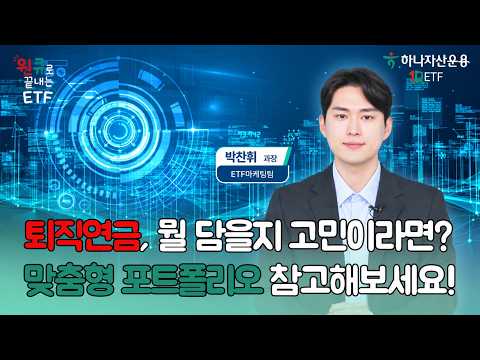 원큐로
끝내는
ETF
하나자산운용
1Q ETF
박찬휘 과장
ETF마케팅팀
퇴직연금, 뭘 담을지 고민이라면?
맞춤형 포트폴리오 참고해보세요!